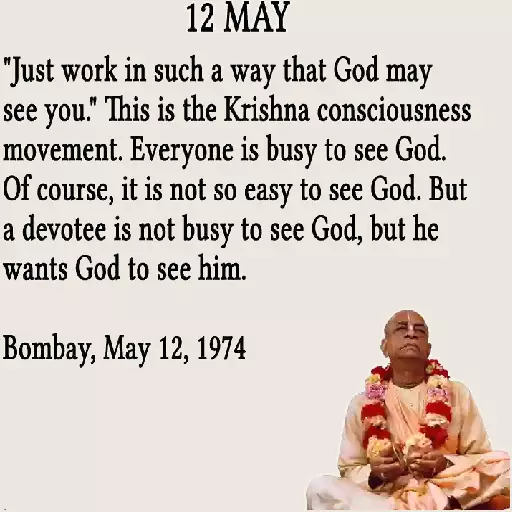 12 MAY
"Just work in such a way that God may
see you." This is the Krishna consciousness
movement. Everyone is busy to see God.
Of course, it is not so easy to see God. But
a devotee is not busy to see God, but he
wants God to see him.
Bombay, May 12, 1974